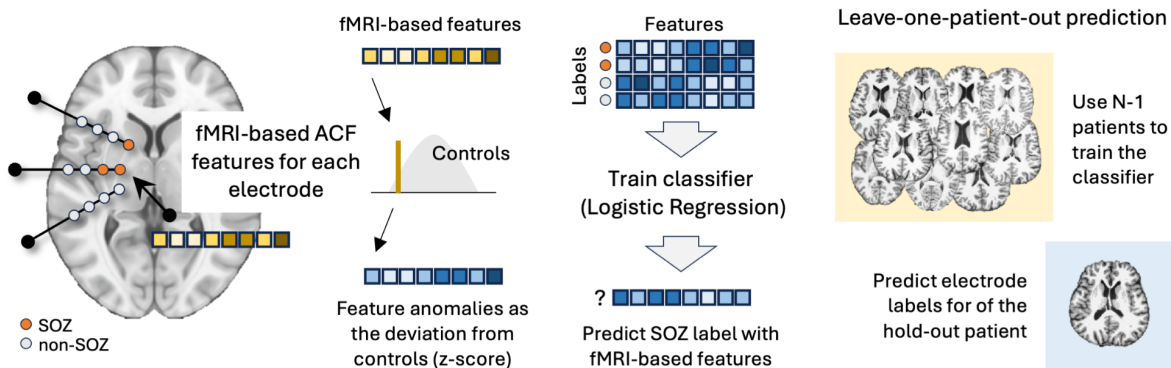 fMRI-based ACF
features for each
electrode
SOZ
non-SOZ
fMRI-based features
Controls
Feature anomalies as
the deviation from
controls (z-score)
Features
Labels
Train classifier
(Logistic Regression)
?
Predict SOZ label with
fMRI-based features
Leave-one-patient-out prediction
Use N-1
patients to
train the
classifier
Predict electrode
labels for of the
hold-out patient